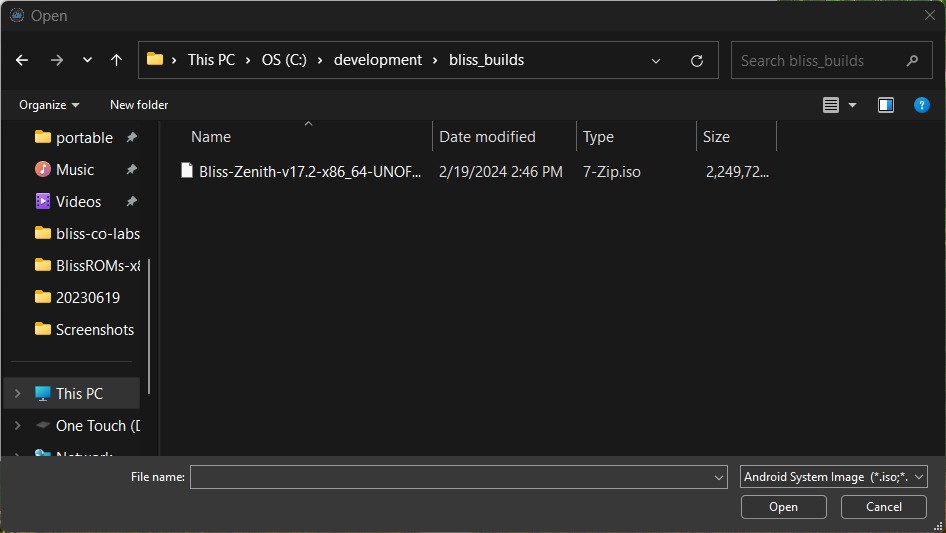 Open
This PC > OS (C:) > development > bliss_builds
Search bliss_builds
Organize
New folder
Name
Date modified
Type
Size
Bliss-Zenith-v17.2-x86_64-UNOF...
2/19/2024 2:46 PM
7-Zip.iso
2,249,72...
portable
Music
Videos
bliss-co-labs
BlissROMs-x8
20230619
Screenshots
This PC
One Touch (D
Network
File name:
Android System Image (*.iso;*.
Open
Cancel